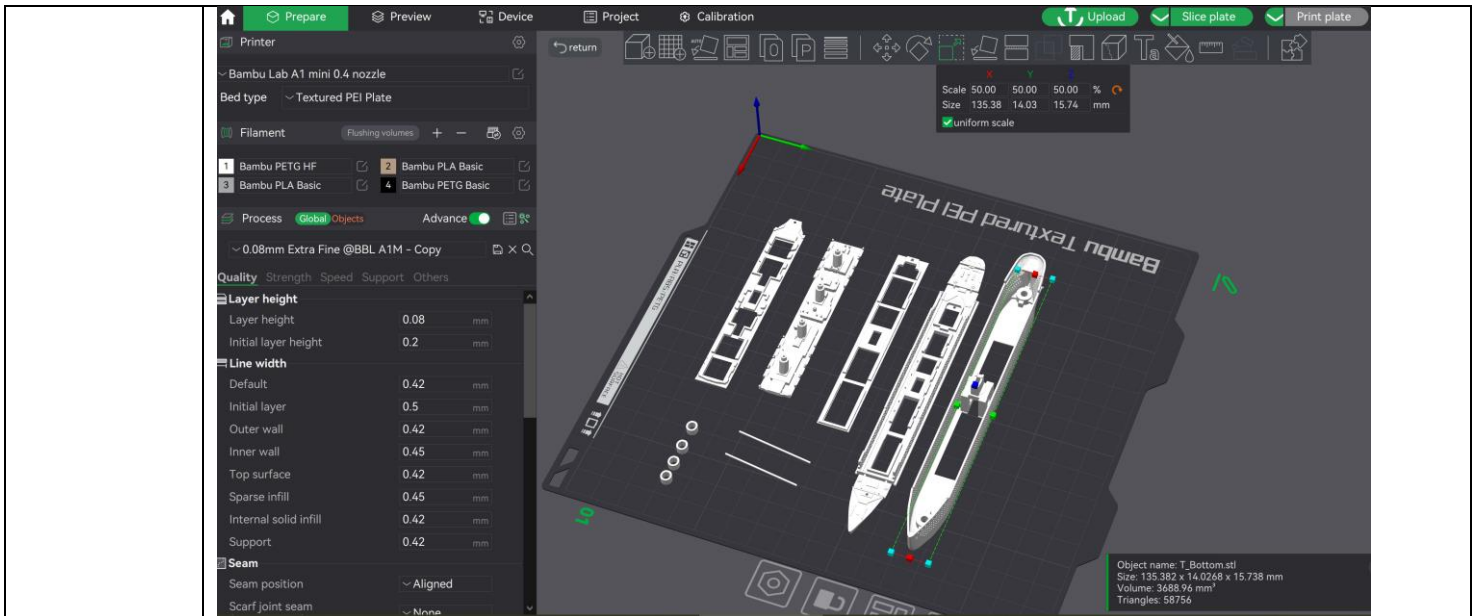 Prepare Preview Device Project Calibration Upload Slice plate Print plate
Printer
return
Bambu Lab A1 mini 0.4 nozzle
Bed type Textured PEI Plate
X Y Z
Scale 50.00 50.00 50.00 %
Size 135.38 14.03 15.74 mm
uniform scale
Filament Flushing volumes + −
1 Bambu PETG HF 2 Bambu PLA Basic
3 Bambu PLA Basic 4 Bambu PETG Basic
Process Global Objects Advance
0.08mm Extra Fine @BBL A1M - Copy
Quality Strength Speed Support Others
Layer height
Layer height 0.08 mm
Initial layer height 0.2 mm
Line width
Default 0.42 mm
Initial layer 0.5 mm
Outer wall 0.42 mm
Inner wall 0.45 mm
Top surface 0.42 mm
Sparse infill 0.45 mm
Internal solid infill 0.42 mm
Support 0.42 mm
Seam
Seam position Aligned
Scarf joint seam None
Bambu Textured PEI Plate
01
Object name: T_Bottom.stl
Size: 135.382 x 14.0268 x 15.738 mm
Volume: 3688.96 mm³
Triangles: 58756